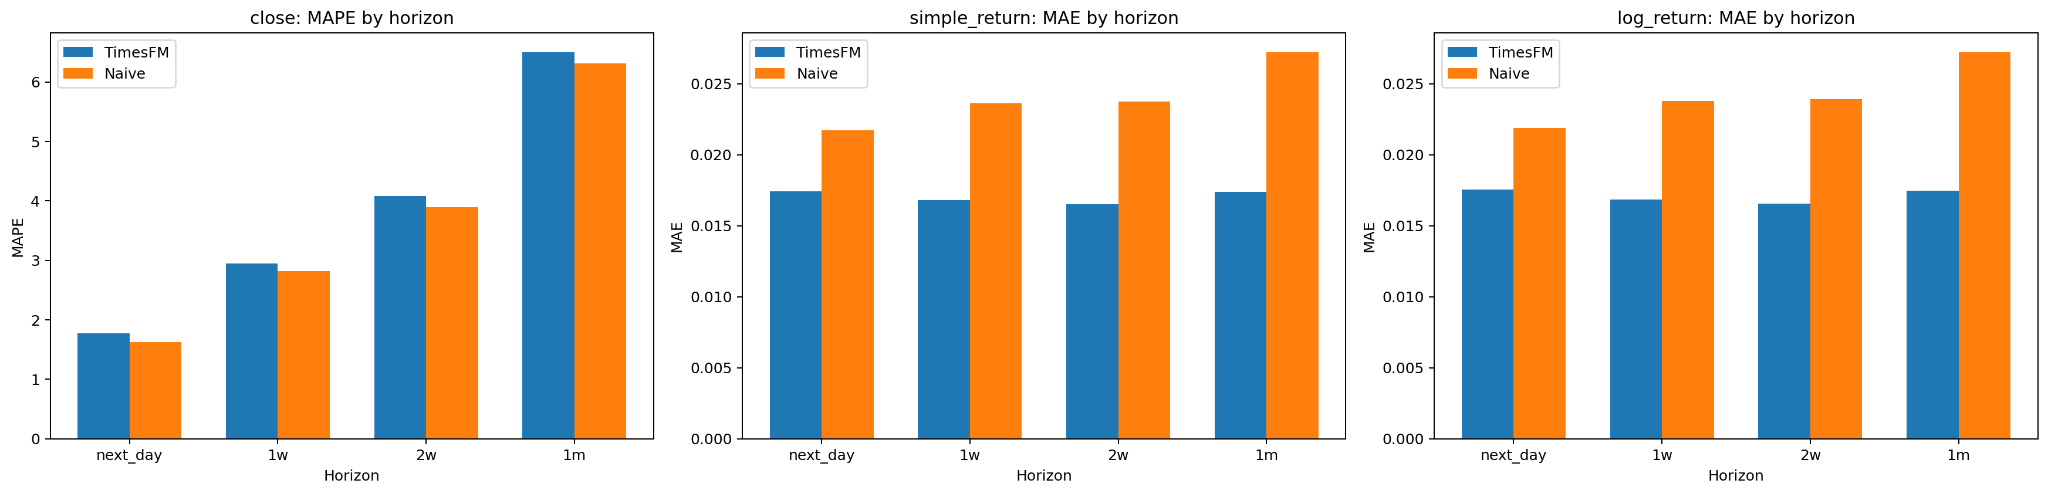 close: MAPE by horizon
TimesFM
Naive
6
5
4
3
2
1
0
MAPE
next_day 1w 2w 1m
Horizon
simple_return: MAE by horizon
TimesFM
Naive
0.025
0.020
0.015
0.010
0.005
0.000
MAE
next_day 1w 2w 1m
Horizon
log_return: MAE by horizon
TimesFM
Naive
0.025
0.020
0.015
0.010
0.005
0.000
MAE
next_day 1w 2w 1m
Horizon